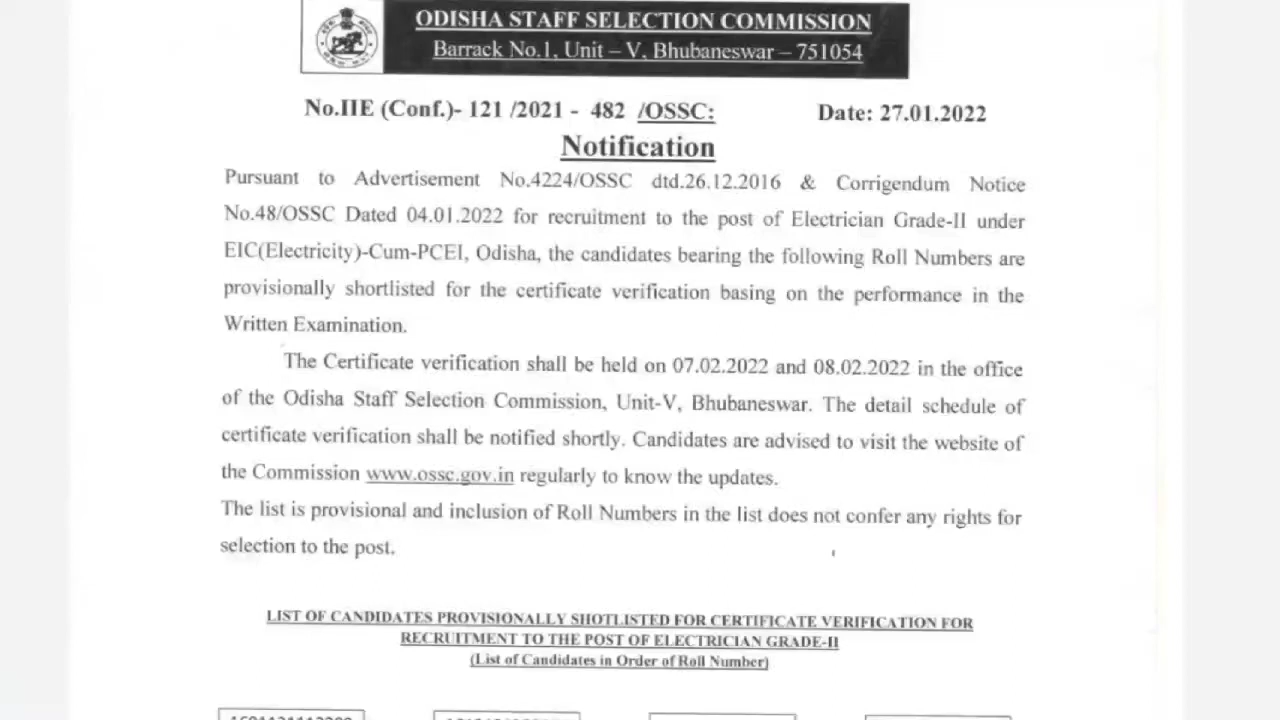 ODISHA STAFF SELECTION COMMISSION
Barrack No.1, Unit – V, Bhubaneswar – 751054
No.IIE (Conf.)- 121 /2021 - 482 /OSSC: Date: 27.01.2022
Notification
Pursuant to Advertisement No.4224/OSSC dtd.26.12.2016 & Corrigendum Notice
No.48/OSSC Dated 04.01.2022 for recruitment to the post of Electrician Grade-II under
EIC(Electricity)-Cum-PCEI, Odisha, the candidates bearing the following Roll Numbers are
provisionally shortlisted for the certificate verification basing on the performance in the
Written Examination.
The Certificate verification shall be held on 07.02.2022 and 08.02.2022 in the office
of the Odisha Staff Selection Commission, Unit-V, Bhubaneswar. The detail schedule of
certificate verification shall be notified shortly. Candidates are advised to visit the website of
the Commission www.ossc.gov.in regularly to know the updates.
The list is provisional and inclusion of Roll Numbers in the list does not confer any rights for
selection to the post.
LIST OF CANDIDATES PROVISIONALLY SHOTLISTED FOR CERTIFICATE VERIFICATION FOR
RECRUITMENT TO THE POST OF ELECTRICIAN GRADE-II
(List of Candidates in Order of Roll Number)